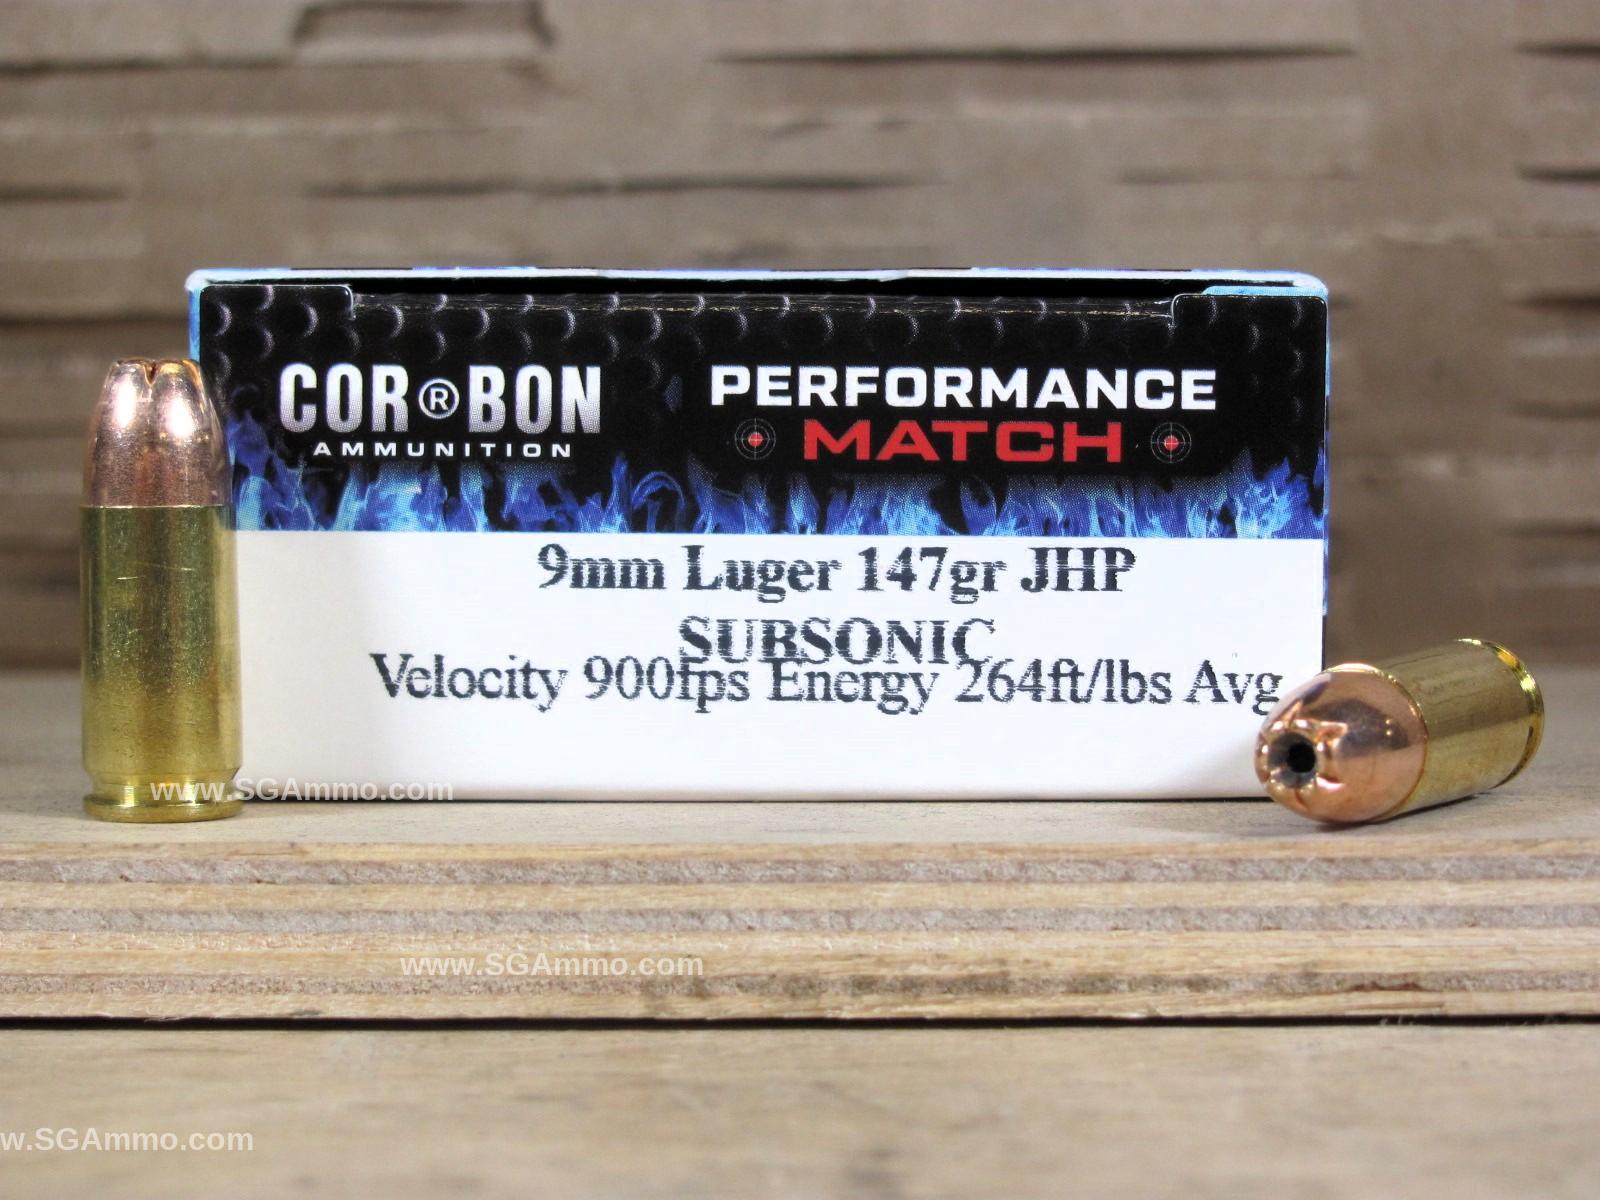 COR®BON
AMMUNITION
PERFORMANCE
MATCH
9mm Luger 147gr JHP
SUBSONIC
Velocity 900fps Energy 264ft/lbs Avg
www.SGAmmo.com
www.SGAmmo.com
w.SGAmmo.com